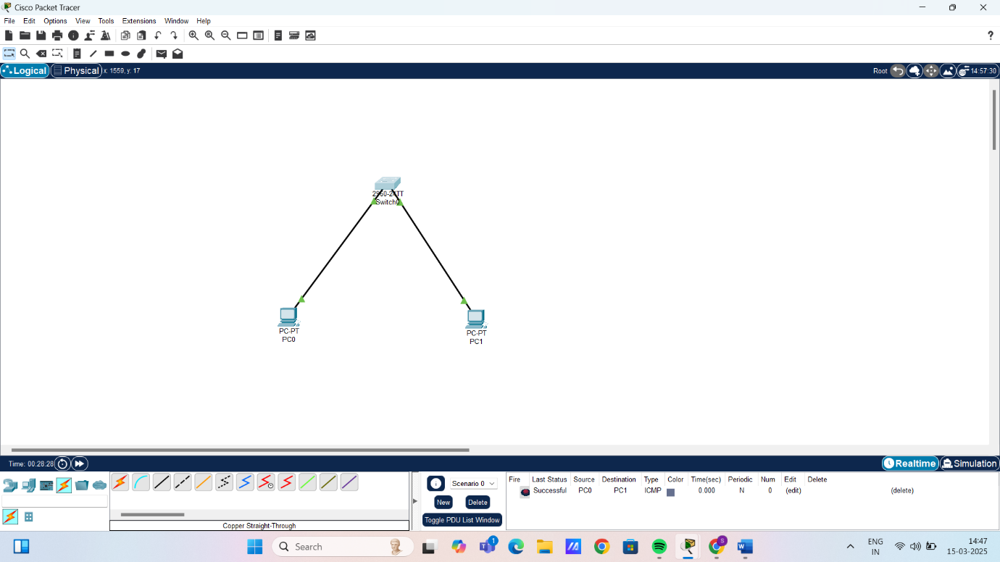 Cisco Packet Tracer
File Edit Options View Tools Extensions Window Help
?
Logical Physical x: 1559, y: 17 Root 14:57:30
2960-24TT
Switch0
PC-PT
PC0
PC-PT
PC1
Time: 00:28:28 Realtime Simulation
Scenario 0
New Delete
Toggle PDU List Window
Fire Last Status Source Destination Type Color Time(sec) Periodic Num Edit Delete
Successful PC0 PC1 ICMP 0.000 N 0 (edit) (delete)
Copper Straight-Through
Search
1
S
ENG
IN
14:47
15-03-2025